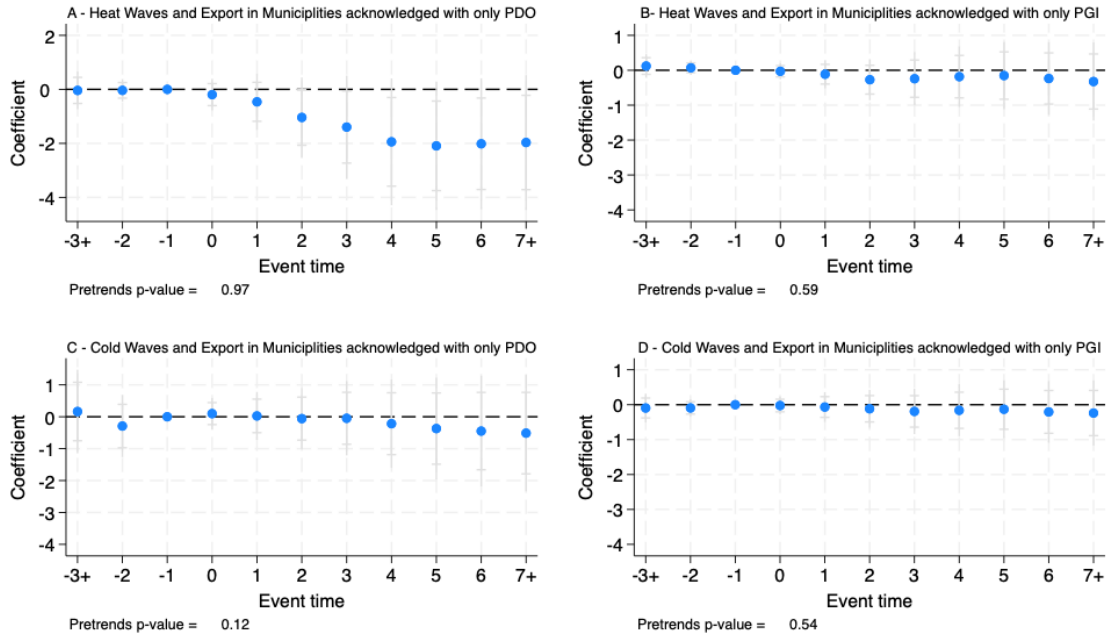 A - Heat Waves and Export in Municiplities acknowledged with only PDO
2
0
-2
-4
Coefficient
-3+ -2 -1 0 1 2 3 4 5 6 7+
Event time
Pretrends p-value = 0.97
B- Heat Waves and Export in Municiplities acknowledged with only PGI
1
0
-1
-2
-3
-4
Coefficient
-3+ -2 -1 0 1 2 3 4 5 6 7+
Event time
Pretrends p-value = 0.59
C - Cold Waves and Export in Municiplities acknowledged with only PDO
1
0
-1
-2
-3
-4
Coefficient
-3+ -2 -1 0 1 2 3 4 5 6 7+
Event time
Pretrends p-value = 0.12
D - Cold Waves and Export in Municiplities acknowledged with only PGI
1
0
-1
-2
-3
-4
Coefficient
-3+ -2 -1 0 1 2 3 4 5 6 7+
Event time
Pretrends p-value = 0.54